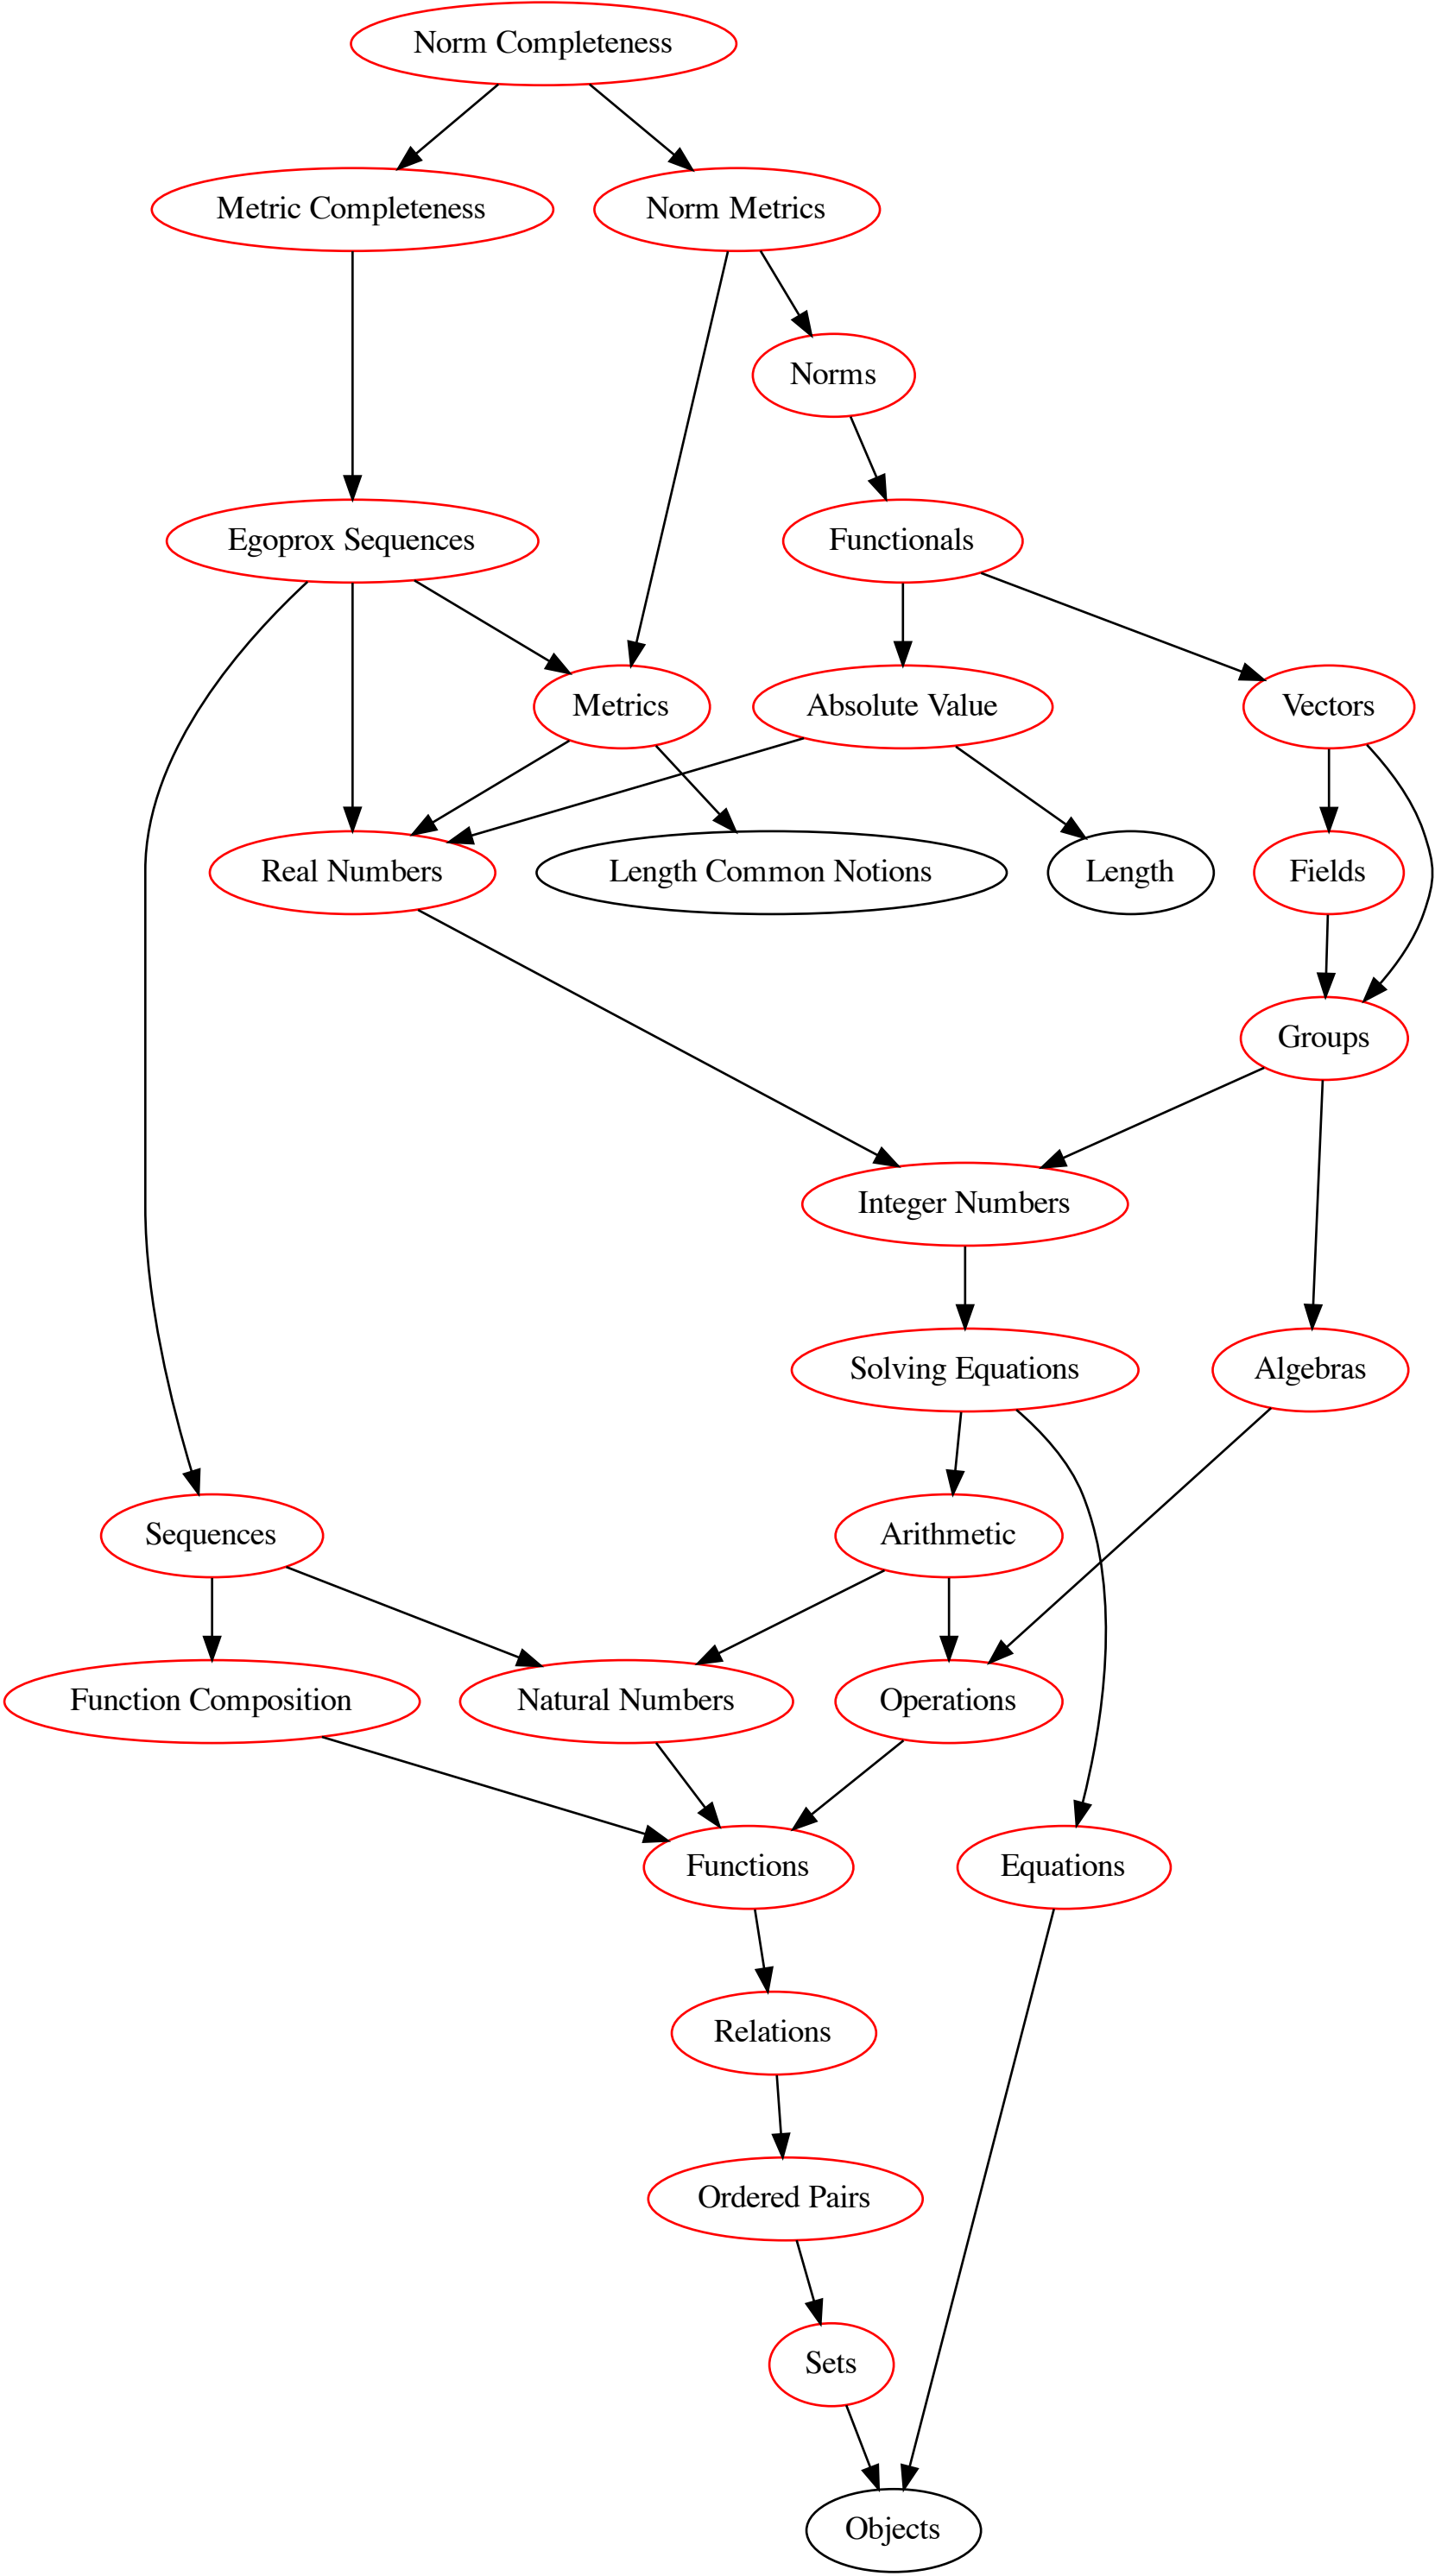 Norm Completeness
Metric Completeness
Norm Metrics
Norms
Egoprox Sequences
Functionals
Metrics
Absolute Value
Vectors
Real Numbers
Length Common Notions
Length
Fields
Groups
Integer Numbers
Solving Equations
Algebras
Sequences
Arithmetic
Function Composition
Natural Numbers
Operations
Functions
Equations
Relations
Ordered Pairs
Sets
Objects